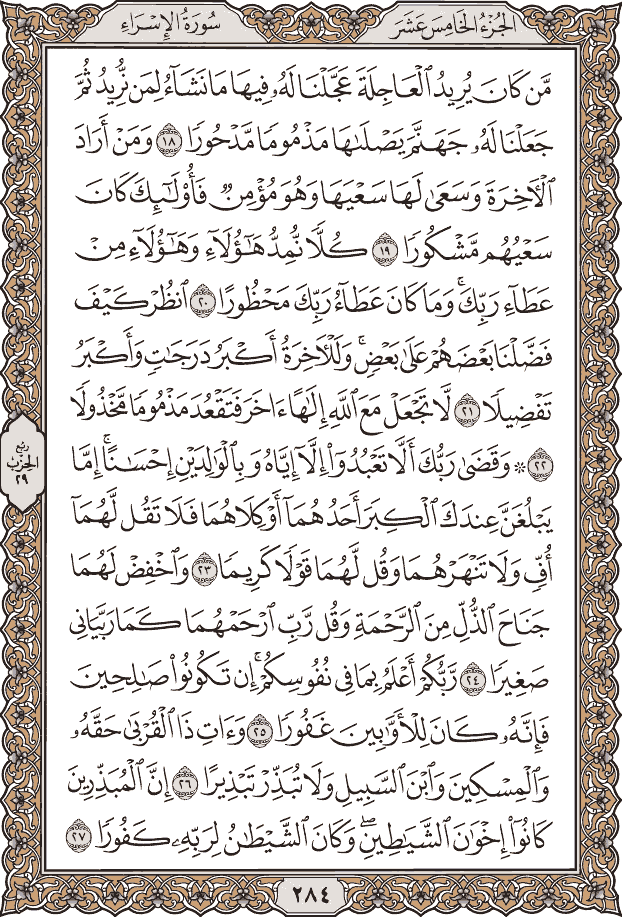 الجزء الخامس عشر
سورة الإسراء
مَّن كَانَ يُرِيدُ ٱلْعَاجِلَةَ عَجَّلْنَا لَهُۥ فِيهَا مَا نَشَآءُ لِمَن نُّرِيدُ ثُمَّ
جَعَلْنَا لَهُۥ جَهَنَّمَ يَصْلَىٰهَا مَذْمُومًا مَّدْحُورًا ١٨ وَمَنْ أَرَادَ
ٱلْءَاخِرَةَ وَسَعَىٰ لَهَا سَعْيَهَا وَهُوَ مُؤْمِنٌ فَأُو۟لَٰٓئِكَ كَانَ
سَعْيُهُم مَّشْكُورًا ١٩ كُلًّا نُّمِدُّ هَٰٓؤُلَآءِ وَهَٰٓؤُلَآءِ مِنْ
عَطَآءِ رَبِّكَ ۚ وَمَا كَانَ عَطَآءُ رَبِّكَ مَحْظُورًا ٢٠ ٱنظُرْ كَيْفَ
فَضَّلْنَا بَعْضَهُمْ عَلَىٰ بَعْضٍ ۚ وَلَلْءَاخِرَةُ أَكْبَرُ دَرَجَٰتٍ وَأَكْبَرُ
تَفْضِيلًا ٢١ لَّا تَجْعَلْ مَعَ ٱللَّهِ إِلَٰهًا ءَاخَرَ فَتَقْعُدَ مَذْمُومًا مَّخْذُولًا
٢٢ ۞ وَقَضَىٰ رَبُّكَ أَلَّا تَعْبُدُوٓا۟ إِلَّآ إِيَّاهُ وَبِٱلْوَٰلِدَيْنِ إِحْسَٰنًا ۚ إِمَّا
يَبْلُغَنَّ عِندَكَ ٱلْكِبَرَ أَحَدُهُمَآ أَوْ كِلَاهُمَا فَلَا تَقُل لَّهُمَآ
أُفٍّ وَلَا تَنْهَرْهُمَا وَقُل لَّهُمَا قَوْلًا كَرِيمًا ٢٣ وَٱخْفِضْ لَهُمَا
جَنَاحَ ٱلذُّلِّ مِنَ ٱلرَّحْمَةِ وَقُل رَّبِّ ٱرْحَمْهُمَا كَمَا رَبَّيَانِى
صَغِيرًا ٢٤ رَّبُّكُمْ أَعْلَمُ بِمَا فِى نُفُوسِكُمْ ۚ إِن تَكُونُوا۟ صَٰلِحِينَ
فَإِنَّهُۥ كَانَ لِلْأَوَّٰبِينَ غَفُورًا ٢٥ وَءَاتِ ذَا ٱلْقُرْبَىٰ حَقَّهُۥ
وَٱلْمِسْكِينَ وَٱبْنَ ٱلسَّبِيلِ وَلَا تُبَذِّرْ تَبْذِيرًا ٢٦ إِنَّ ٱلْمُبَذِّرِينَ
كَانُوٓا۟ إِخْوَٰنَ ٱلشَّيَٰطِينِ ۖ وَكَانَ ٱلشَّيْطَٰنُ لِرَبِّهِۦ كَفُورًا ٢٧
ربع
الحزب
٢٩
٢٨٤